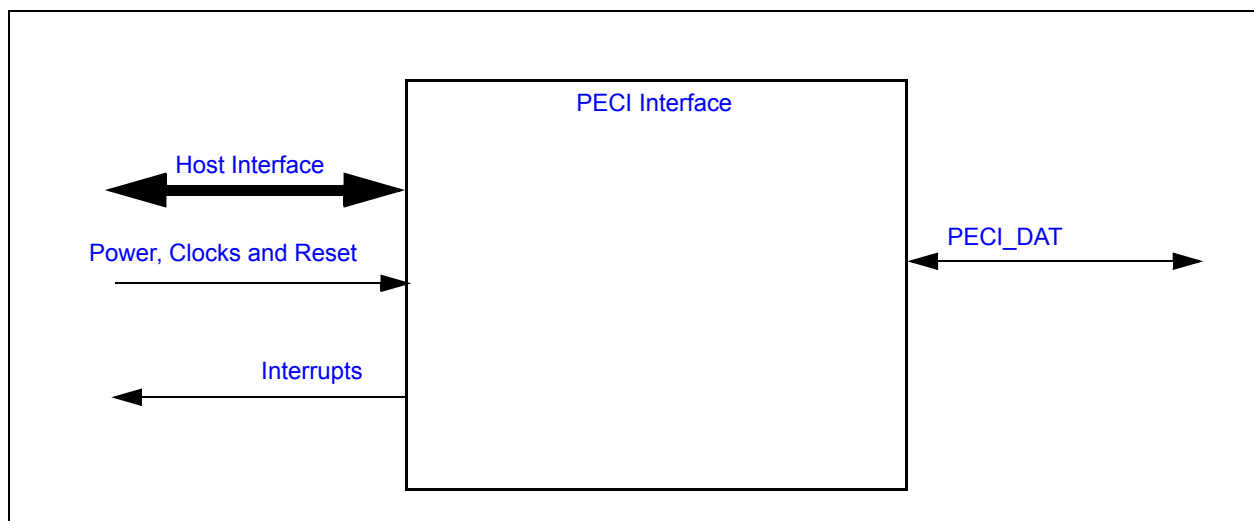 PECI Interface
Host Interface
Power, Clocks and Reset
PECI_DAT
Interrupts